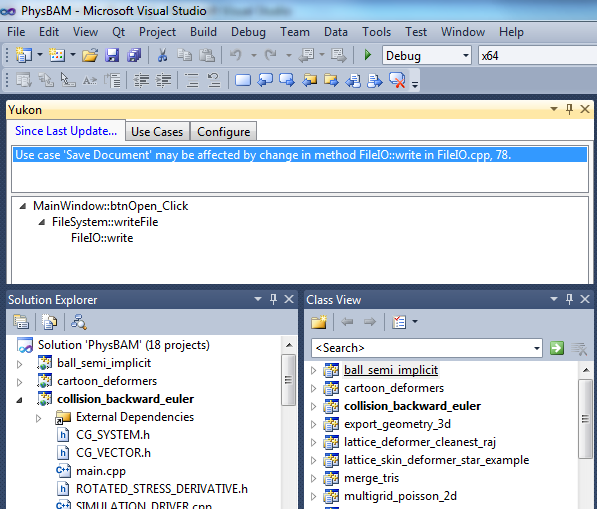 PhysBAM - Microsoft Visual Studio
File Edit View Qt Project Build Debug Team Data Tools Test Window Help
Debug x64
Yukon
Since Last Update... Use Cases Configure
Use case 'Save Document' may be affected by change in method FileIO::write in FileIO.cpp, 78.
MainWindow::btnOpen_Click
FileSystem::writeFile
FileIO::write
Solution Explorer
Solution 'PhysBAM' (18 projects)
ball_semi_implicit
cartoon_deformers
collision_backward_euler
External Dependencies
CG_SYSTEM.h
CG_VECTOR.h
main.cpp
ROTATED_STRESS_DERIVATIVE.h
SIMULATION_DRIVER.cpp
Class View
<Search>
ball_semi_implicit
cartoon_deformers
collision_backward_euler
export_geometry_3d
lattice_deformer_cleanest_raj
lattice_skin_deformer_star_example
merge_tris
multigrid_poisson_2d